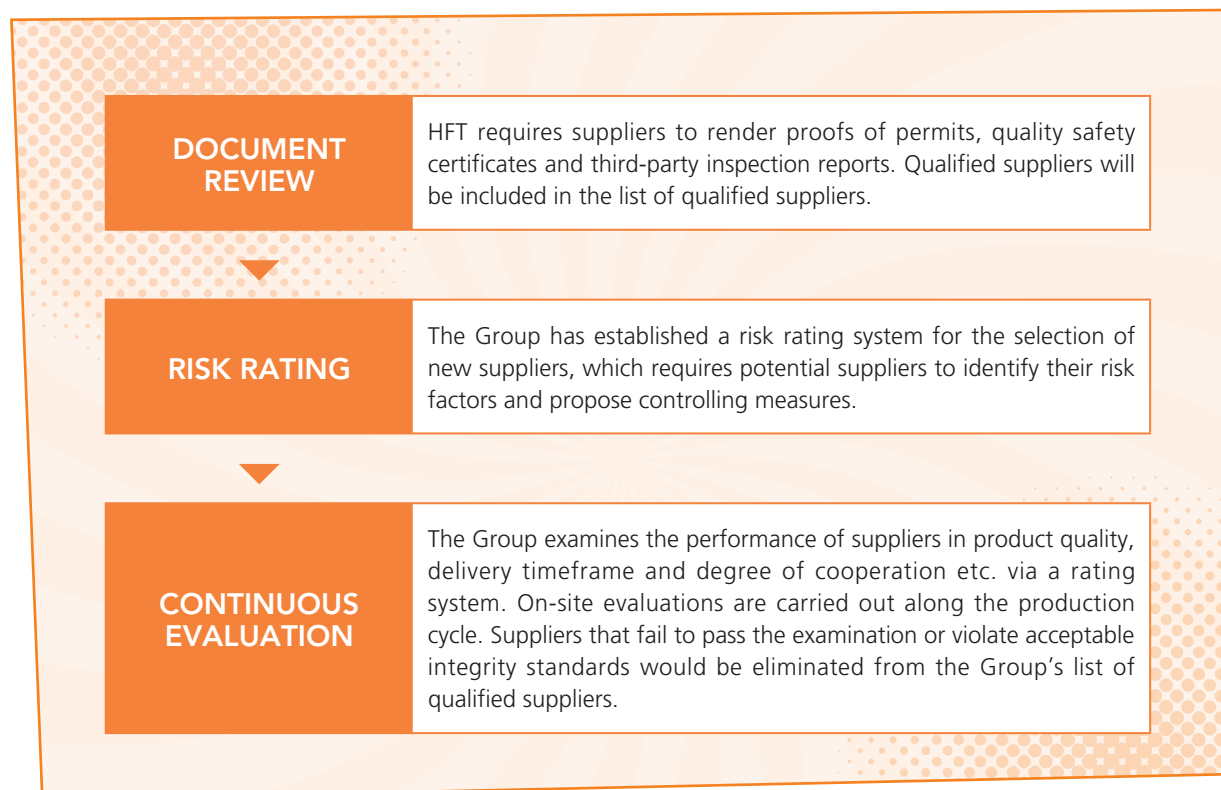 DOCUMENT
REVIEW
HFT requires suppliers to render proofs of permits, quality safety
certificates and third-party inspection reports. Qualified suppliers will
be included in the list of qualified suppliers.
RISK RATING
The Group has established a risk rating system for the selection of
new suppliers, which requires potential suppliers to identify their risk
factors and propose controlling measures.
CONTINUOUS
EVALUATION
The Group examines the performance of suppliers in product quality,
delivery timeframe and degree of cooperation etc. via a rating
system. On-site evaluations are carried out along the production
cycle. Suppliers that fail to pass the examination or violate acceptable
integrity standards would be eliminated from the Group's list of
qualified suppliers.